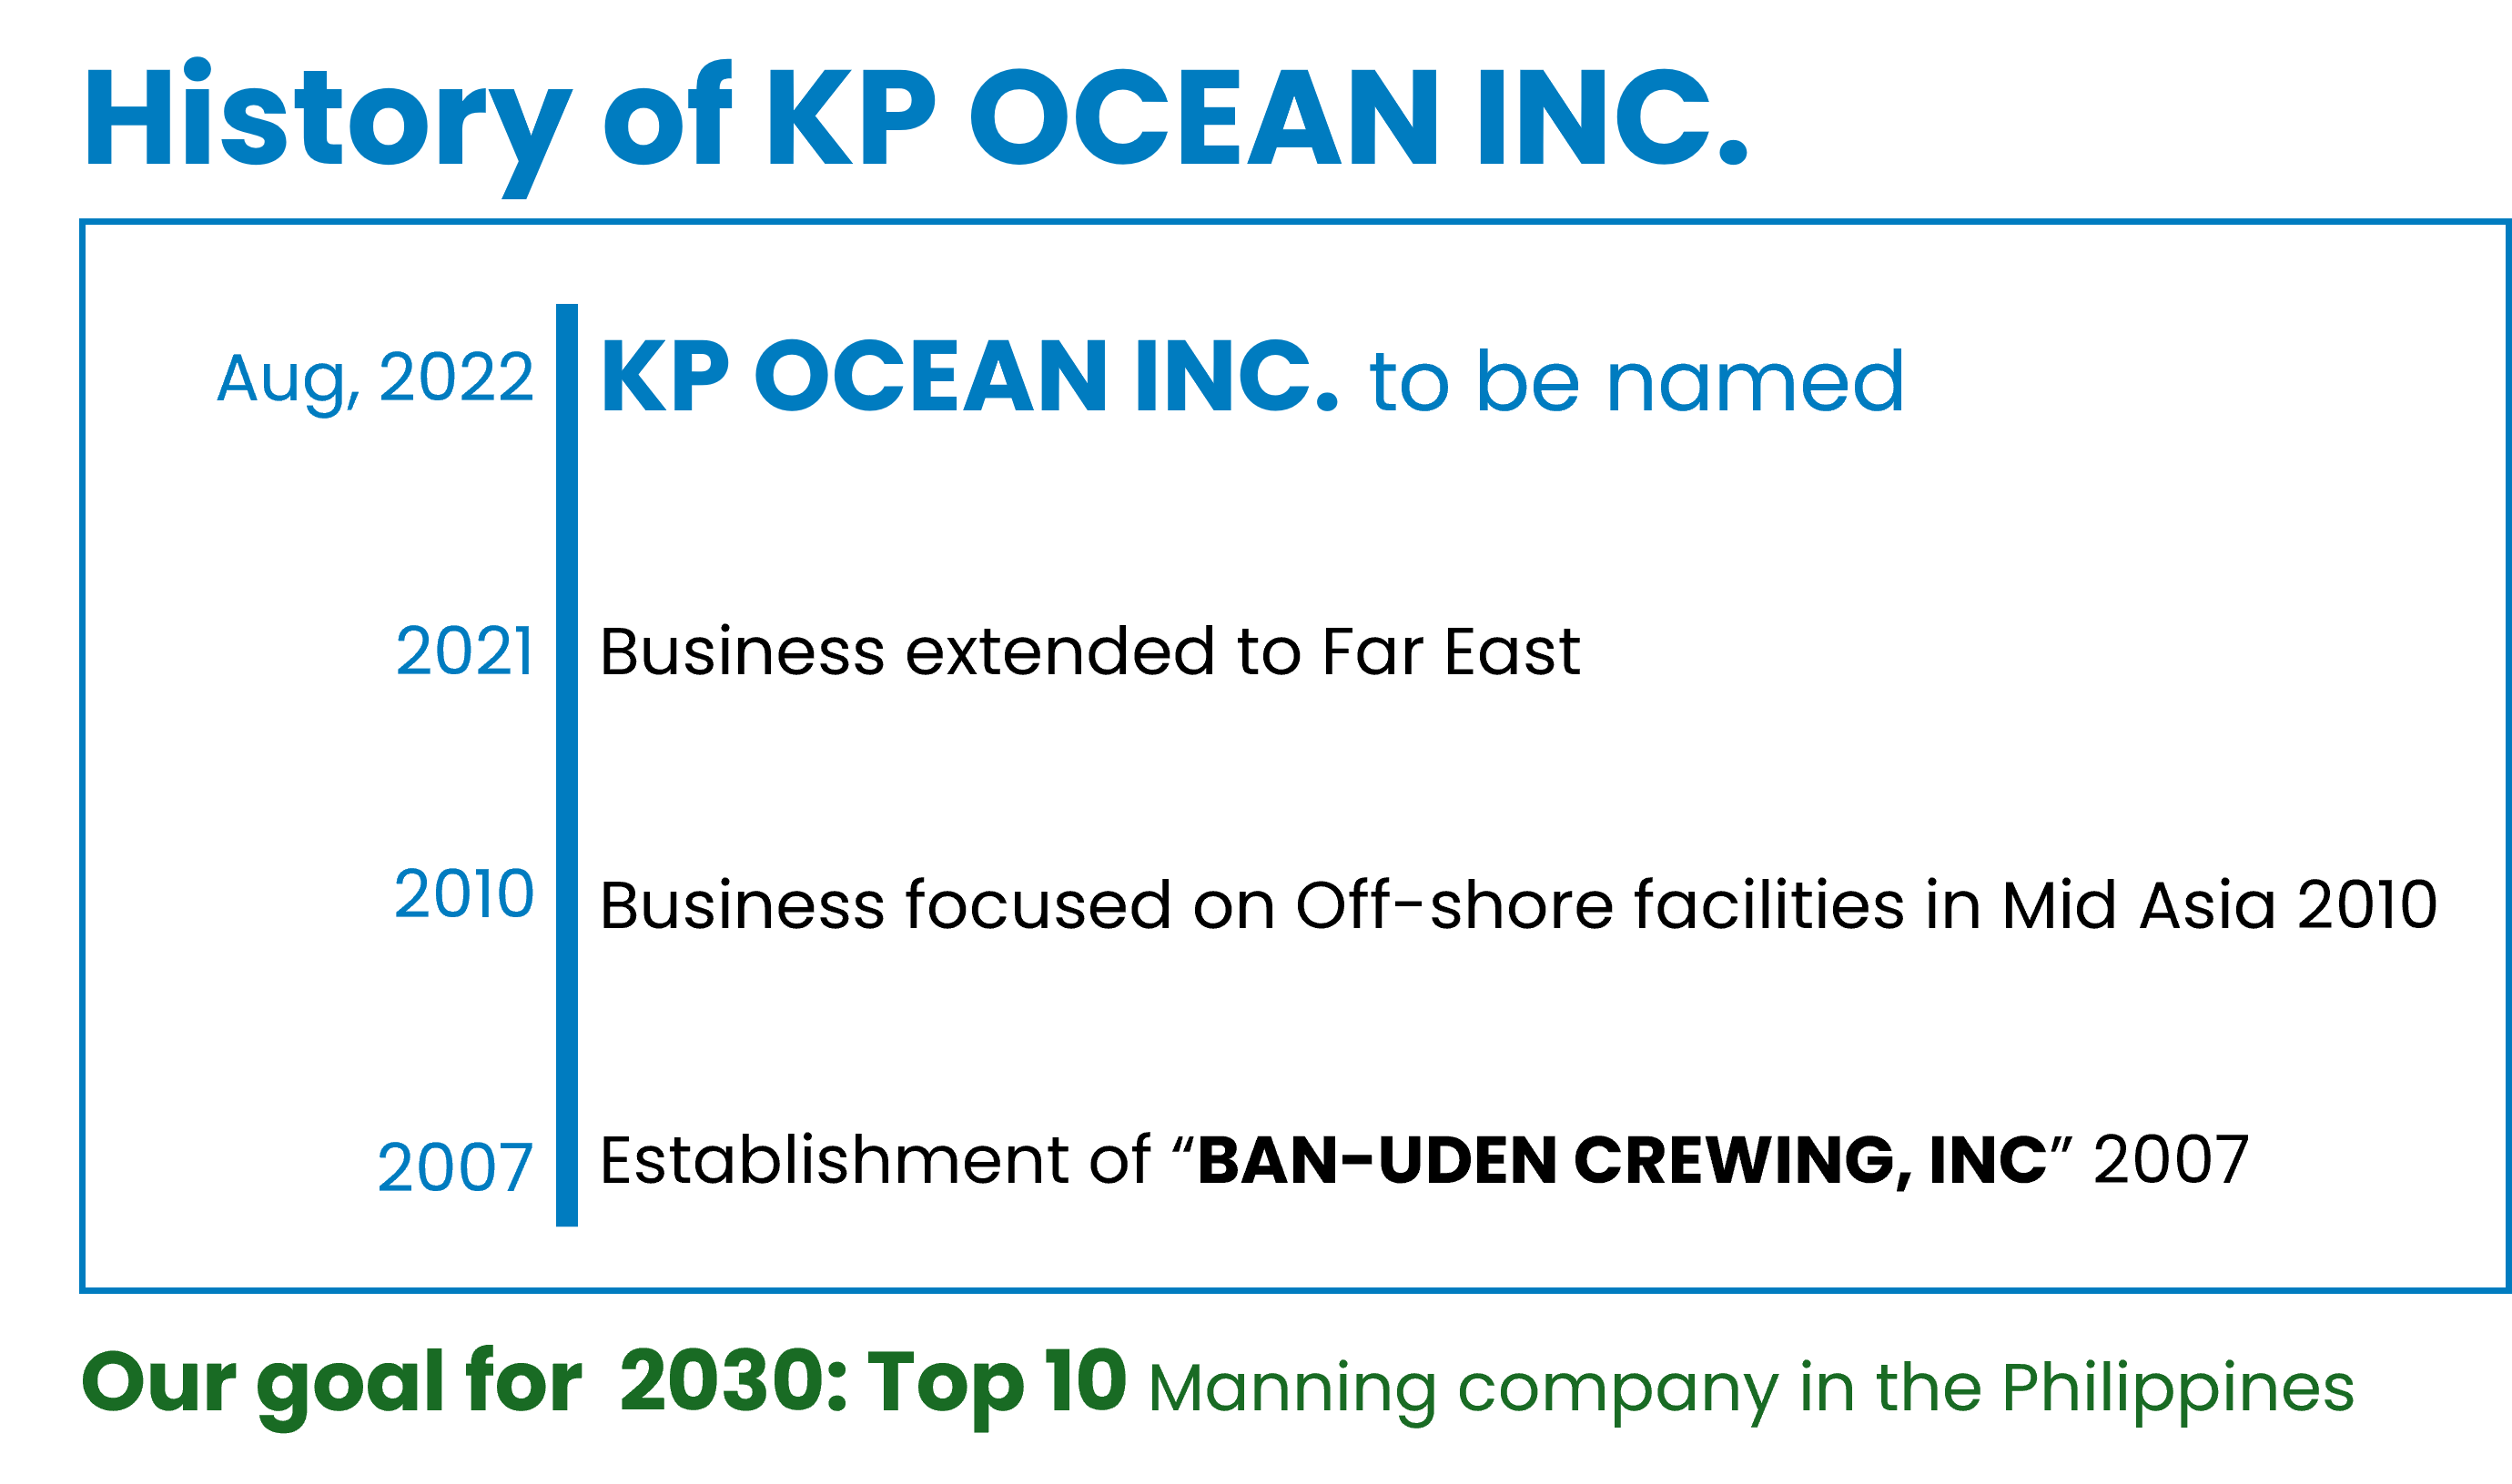 History of KP OCEAN INC.
Aug, 2022 KP OCEAN INC. to be named
2021 Business extended to Far East
2010 Business focused on Off-shore facilities in Mid Asia 2010
2007 Establishment of “BAN-UDEN CREWING, INC” 2007
Our goal for 2030: Top 10 Manning company in the Philippines